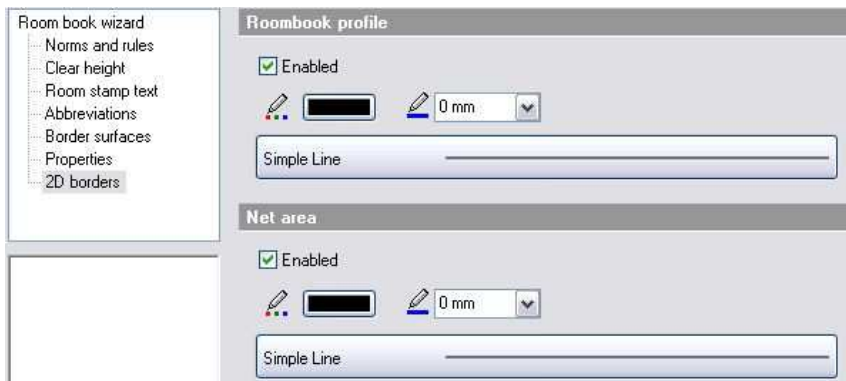 Room book wizard
Norms and rules
Clear height
Room stamp text
Abbreviations
Border surfaces
Properties
2D borders
Roombook profile
Enabled
0 mm
Simple Line
Net area
Enabled
0 mm
Simple Line